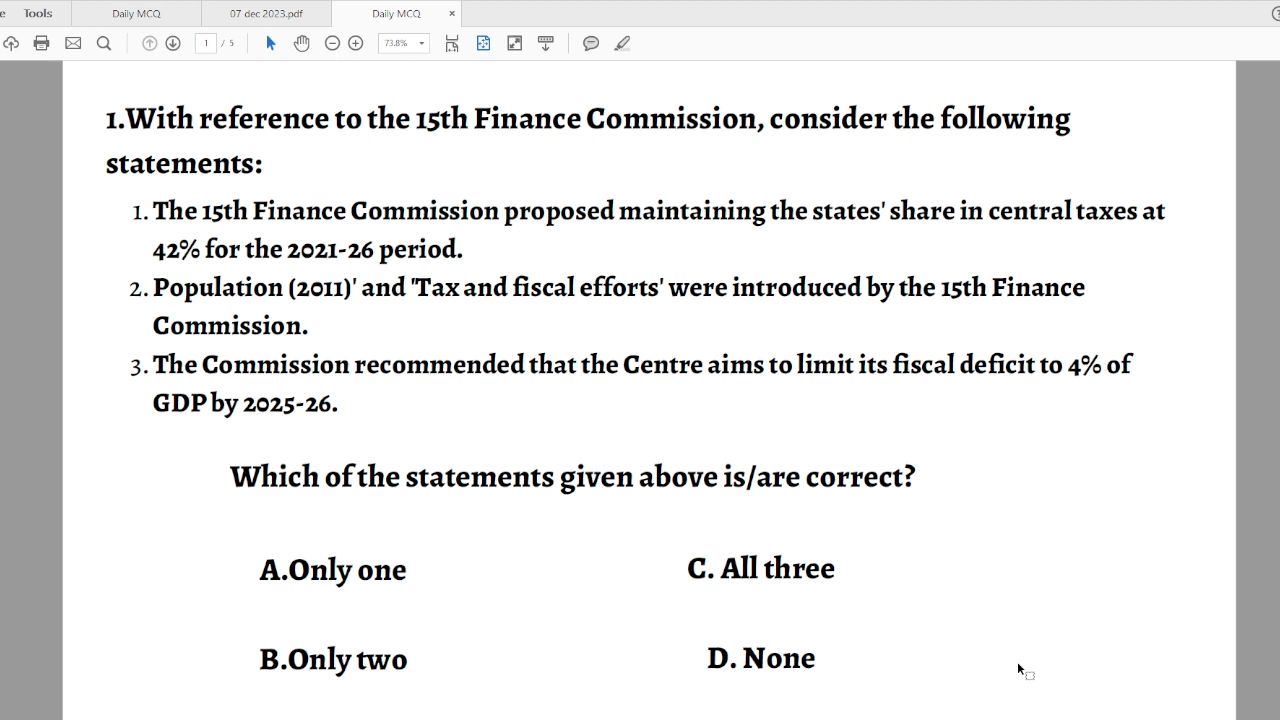 e Tools Daily MCQ 07 dec 2023.pdf Daily MCQ ×
1 / 5 73.8%
1.With reference to the 15th Finance Commission, consider the following
statements:
1. The 15th Finance Commission proposed maintaining the states' share in central taxes at
42% for the 2021-26 period.
2. Population (2011)' and 'Tax and fiscal efforts' were introduced by the 15th Finance
Commission.
3. The Commission recommended that the Centre aims to limit its fiscal deficit to 4% of
GDP by 2025-26.
Which of the statements given above is/are correct?
A.Only one C. All three
B.Only two D. None